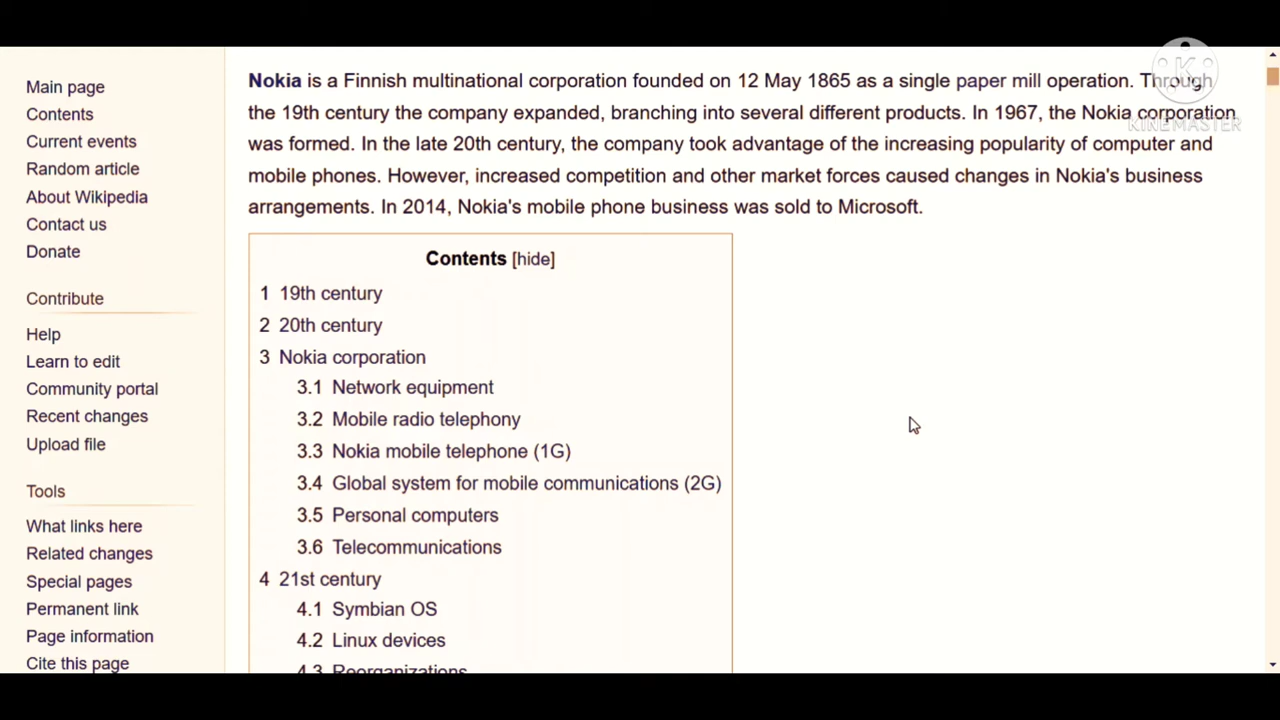 Main page
Contents
Current events
Random article
About Wikipedia
Contact us
Donate
Contribute
Help
Learn to edit
Community portal
Recent changes
Upload file
Tools
What links here
Related changes
Special pages
Permanent link
Page information
Cite this page
Nokia is a Finnish multinational corporation founded on 12 May 1865 as a single paper mill operation. Through
the 19th century the company expanded, branching into several different products. In 1967, the Nokia corporation
was formed. In the late 20th century, the company took advantage of the increasing popularity of computer and
mobile phones. However, increased competition and other market forces caused changes in Nokia's business
arrangements. In 2014, Nokia's mobile phone business was sold to Microsoft.
Contents [hide]
1 19th century
2 20th century
3 Nokia corporation
3.1 Network equipment
3.2 Mobile radio telephony
3.3 Nokia mobile telephone (1G)
3.4 Global system for mobile communications (2G)
3.5 Personal computers
3.6 Telecommunications
4 21st century
4.1 Symbian OS
4.2 Linux devices
4.3 Reorganizations
K
KINEMASTER